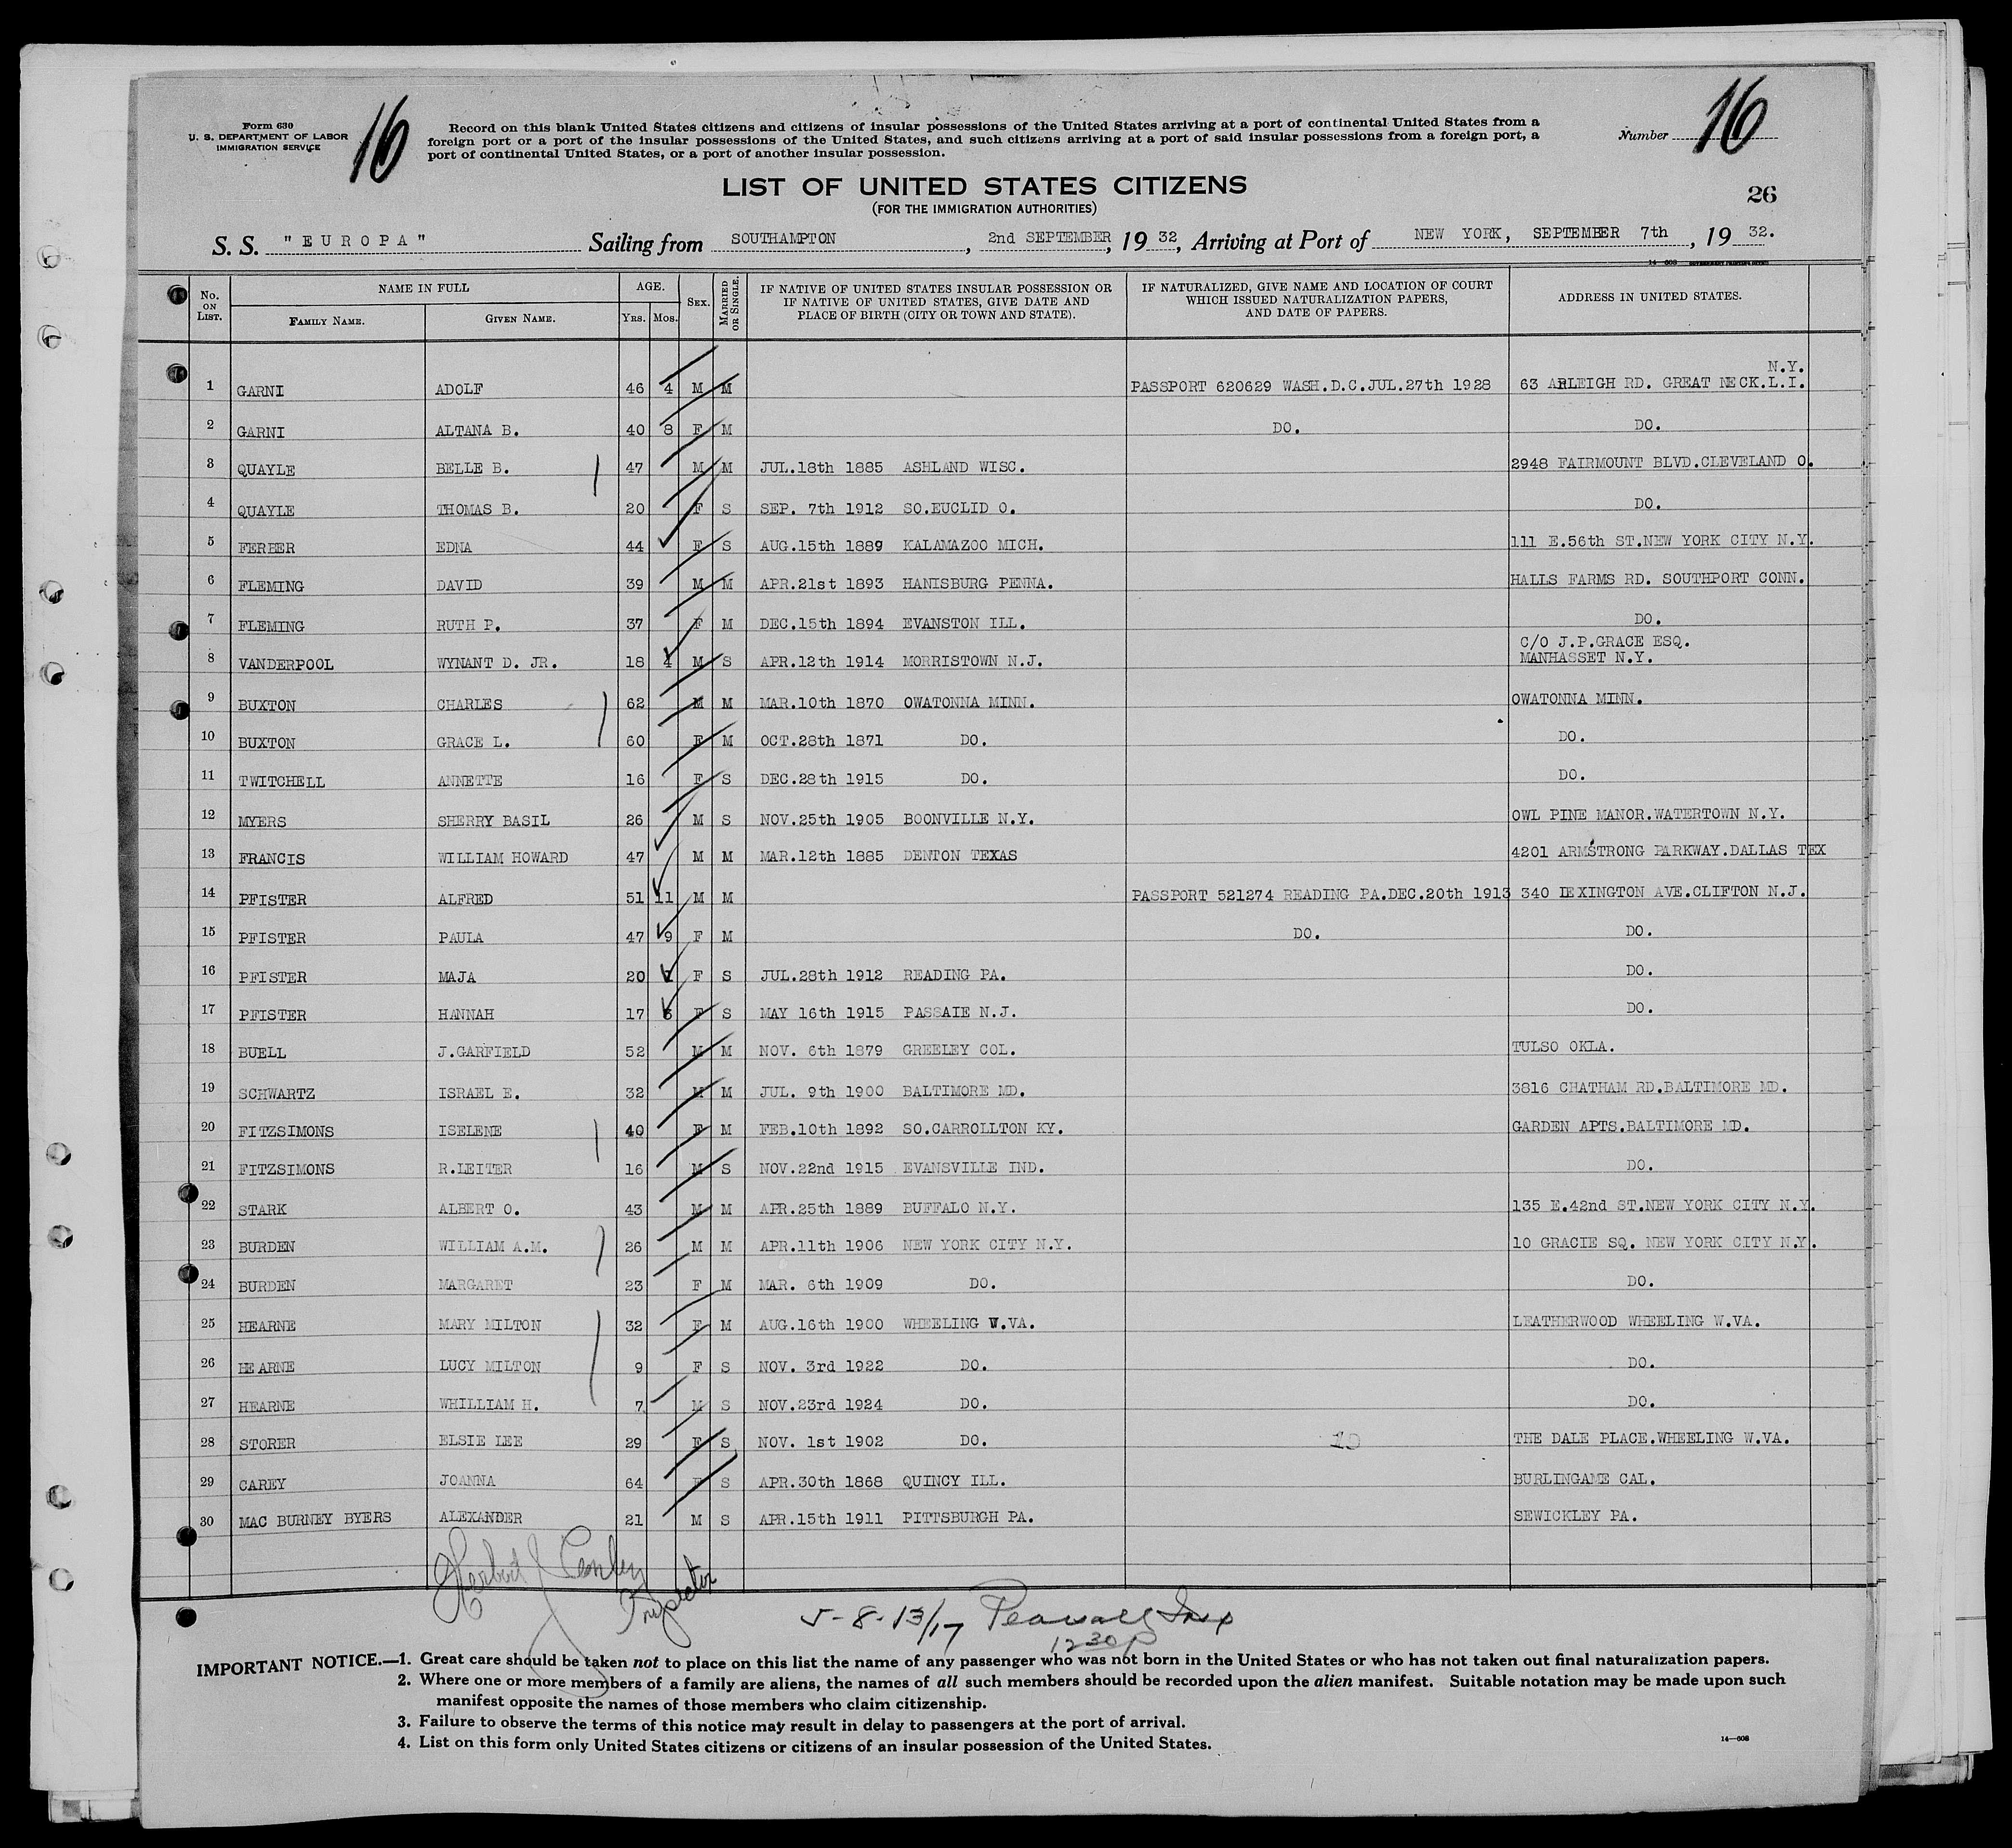 Form 630
U. S. DEPARTMENT OF LABOR
IMMIGRATION SERVICE
16
Record on this blank United States citizens and citizens of insular possessions of the United States arriving at a port of continental United States from a
foreign port or a port of the insular possessions of the United States, and such citizens arriving at a port of said insular possessions from a foreign port, a
port of continental United States, or a port of another insular possession.
Number 16
LIST OF UNITED STATES CITIZENS
(FOR THE IMMIGRATION AUTHORITIES)
26
S. S. "EUROPA" Sailing from SOUTHAMPTON, 2nd SEPTEMBER, 19 32, Arriving at Port of NEW YORK, SEPTEMBER 7th, 19 32.
14-608
No. ON LIST. NAME IN FULL FAMILY NAME. GIVEN NAME. AGE. YRS. MOS. SEX. MARRIED OR SINGLE. IF NATIVE OF UNITED STATES INSULAR POSSESSION OR IF NATIVE OF UNITED STATES, GIVE DATE AND PLACE OF BIRTH (CITY OR TOWN AND STATE). IF NATURALIZED, GIVE NAME AND LOCATION OF COURT WHICH ISSUED NATURALIZATION PAPERS, AND DATE OF PAPERS. ADDRESS IN UNITED STATES.
N.Y.
1 GARNI ADOLF 46 4 M M PASSPORT 620629 WASH.D.C.JUL.27th 1928 63 ARLEIGH RD. GREAT NECK.L.I.
2 GARNI ALTANA B. 40 8 F M DO. DO.
3 QUAYLE BELLE B. 47 M M JUL.18th 1885 ASHLAND WISC. 2948 FAIRMOUNT BLVD.CLEVELAND O.
4 QUAYLE THOMAS B. 20 F S SEP. 7th 1912 SO.EUCLID O. DO.
5 FERBER EDNA 44 F S AUG.15th 1889 KALAMAZOO MICH. 111 E.56th ST.NEW YORK CITY N.Y.
6 FLEMING DAVID 39 M M APR.21st 1893 HANISBURG PENNA. HALLS FARMS RD. SOUTHPORT CONN.
7 FLEMING RUTH P. 37 F M DEC.15th 1894 EVANSTON ILL. DO.
8 VANDERPOOL WYNANT D. JR. 18 4 M S APR.12th 1914 MORRISTOWN N.J. C/O J.P.GRACE ESQ. MANHASSET N.Y.
9 BUXTON CHARLES 62 M M MAR.10th 1870 OWATONNA MINN. OWATONNA MINN.
10 BUXTON GRACE L. 60 F M OCT.28th 1871 DO. DO.
11 TWITCHELL ANNETTE 16 F S DEC.28th 1915 DO. DO.
12 MYERS SHERRY BASIL 26 M S NOV.25th 1905 BOONVILLE N.Y. OWL PINE MANOR.WATERTOWN N.Y.
13 FRANCIS WILLIAM HOWARD 47 M M MAR.12th 1885 DENTON TEXAS 4201 ARMSTRONG PARKWAY.DALLAS TEX
14 PFISTER ALFRED 51 11 M M PASSPORT 521274 READING PA.DEC.20th 1913 340 LEXINGTON AVE.CLIFTON N.J.
15 PFISTER PAULA 47 9 F M DO. DO.
16 PFISTER MAJA 20 F S JUL.28th 1912 READING PA. DO.
17 PFISTER HANNAH 17 F S MAY 16th 1915 PASSAIE N.J. DO.
18 BUELL J.GARFIELD 52 M M NOV. 6th 1879 GREELEY COL. TULSO OKLA.
19 SCHWARTZ ISRAEL E. 32 M M JUL. 9th 1900 BALTIMORE MD. 3816 CHATHAM RD.BALTIMORE MD.
20 FITZSIMONS ISELENE 40 F M FEB.10th 1892 SO.CARROLLTON KY. GARDEN APTS.BALTIMORE MD.
21 FITZSIMONS R.LEITER 16 M S NOV.22nd 1915 EVANSVILLE IND. DO.
22 STARK ALBERT O. 43 M M APR.25th 1889 BUFFALO N.Y. 135 E.42nd ST.NEW YORK CITY N.Y.
23 BURDEN WILLIAM A.M. 26 M M APR.11th 1906 NEW YORK CITY N.Y. 10 GRACIE SQ. NEW YORK CITY N.Y.
24 BURDEN MARGARET 23 F M MAR. 6th 1909 DO. DO.
25 HEARNE MARY MILTON 32 F M AUG.16th 1900 WHEELING W.VA. LEATHERWOOD WHEELING W.VA.
26 HEARNE LUCY MILTON 9 F S NOV. 3rd 1922 DO. DO.
27 HEARNE WHILLIAM H. 7 M S NOV.23rd 1924 DO. DO.
28 STORER ELSIE LEE 29 F S NOV. 1st 1902 DO. THE DALE PLACE.WHEELING W.VA.
29 CAREY JOANNA 64 F S APR.30th 1868 QUINCY ILL. BURLINGAME CAL.
30 MAC BURNEY BYERS ALEXANDER 21 M S APR.15th 1911 PITTSBURGH PA. SEWICKLEY PA.
Herbert J Inspector
5-8-13/17 Insp
12 30 P
IMPORTANT NOTICE.—1. Great care should be taken not to place on this list the name of any passenger who was not born in the United States or who has not taken out final naturalization papers.
2. Where one or more members of a family are aliens, the names of all such members should be recorded upon the alien manifest. Suitable notation may be made upon such
manifest opposite the names of those members who claim citizenship.
3. Failure to observe the terms of this notice may result in delay to passengers at the port of arrival.
4. List on this form only United States citizens or citizens of an insular possession of the United States.
14-608